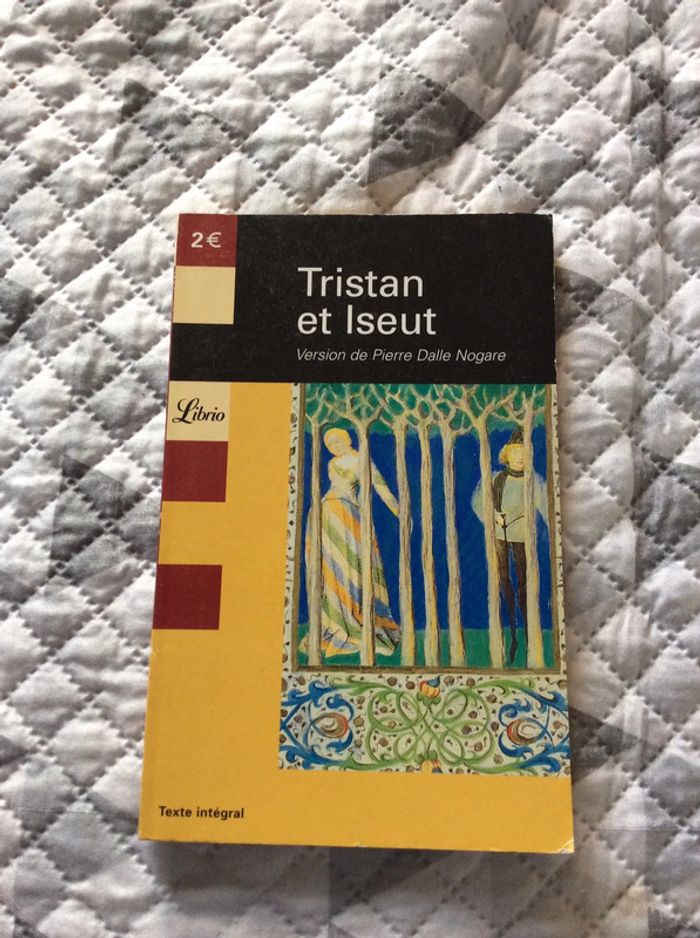 2€
Tristan
et Iseut
Version de Pierre Dalle Nogare
Librio
Texte intégral